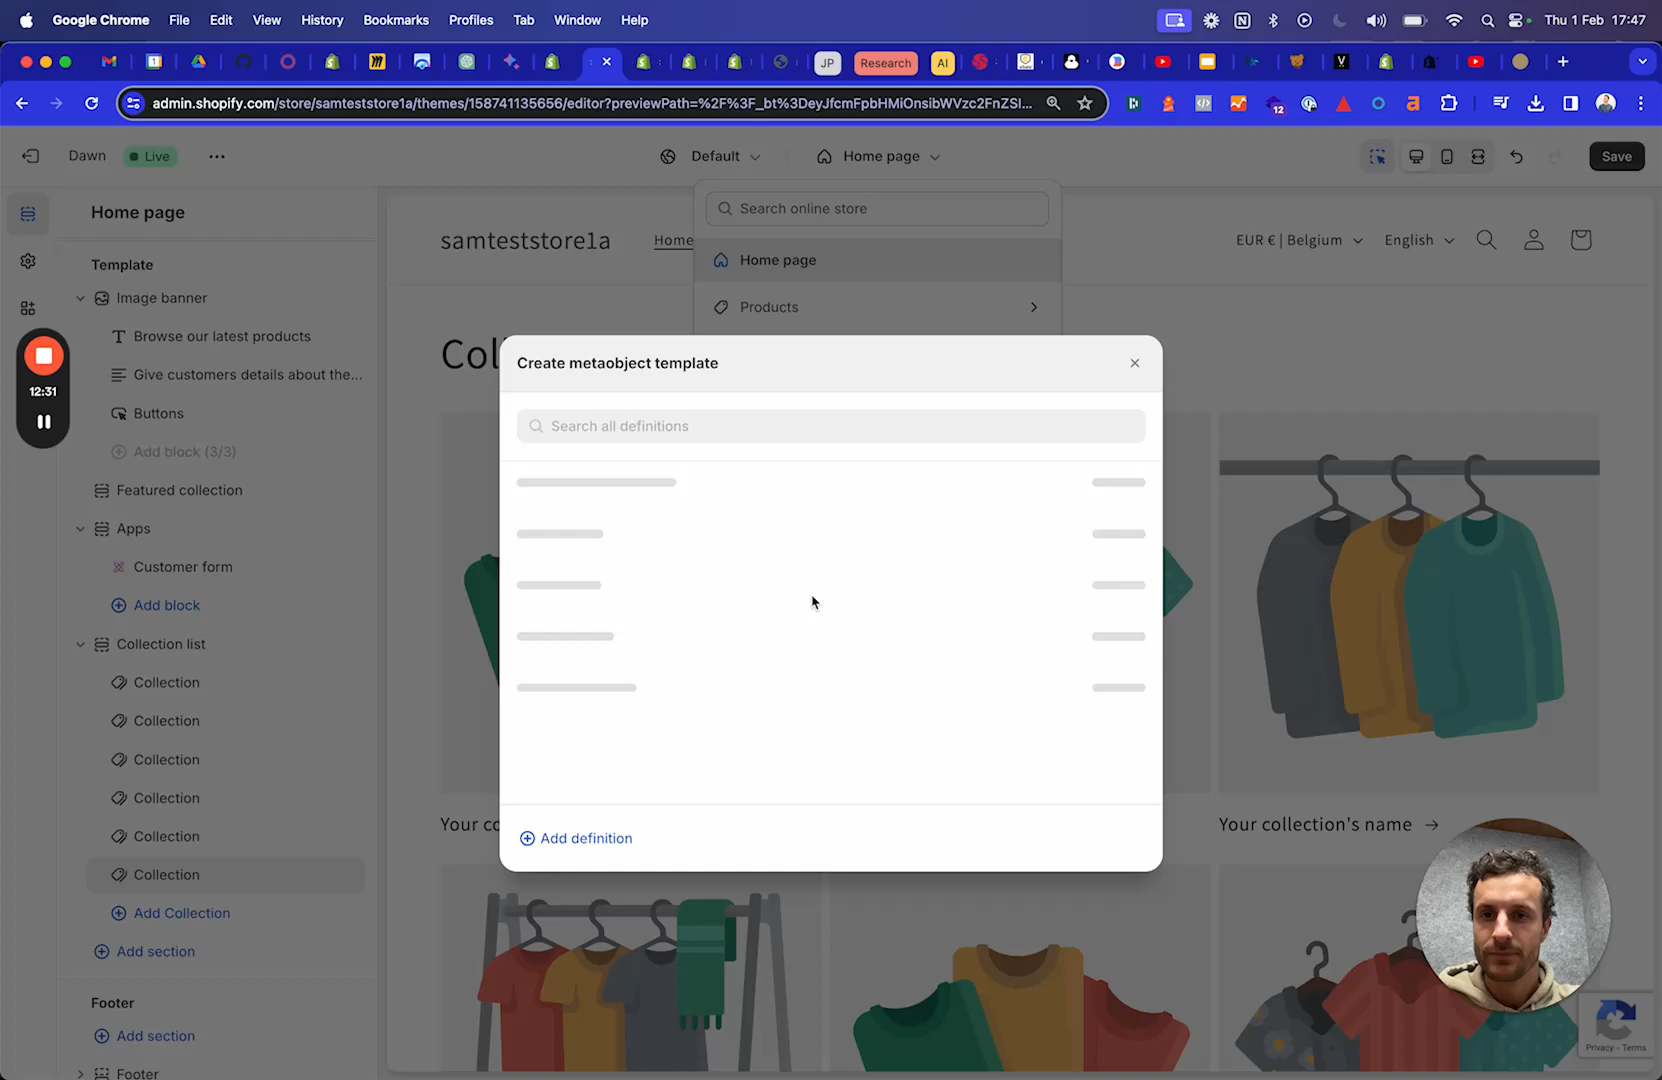 Google Chrome File Edit View History Bookmarks Profiles Tab Window Help Thu 1 Feb 17:47
JP Research AI
admin.shopify.com/store/samteststore1a/themes/158741135656/editor?previewPath=%2F%3F_bt%3DeyJfcmFpbHMiOnsibWVzc2FnZSI...
12
Dawn Live Default Home page Save
Home page
Template
Image banner
Browse our latest products
Give customers details about the...
Buttons
Add block (3/3)
Featured collection
Apps
Customer form
Add block
Collection list
Collection
Collection
Collection
Collection
Collection
Collection
Add Collection
Add section
Footer
Add section
Footer
12:31
Search online store
Home page
Products
samteststore1a Home EUR € | Belgium English
Col
Create metaobject template
Search all definitions
Add definition
Your co
Your collection's name
Privacy - Terms